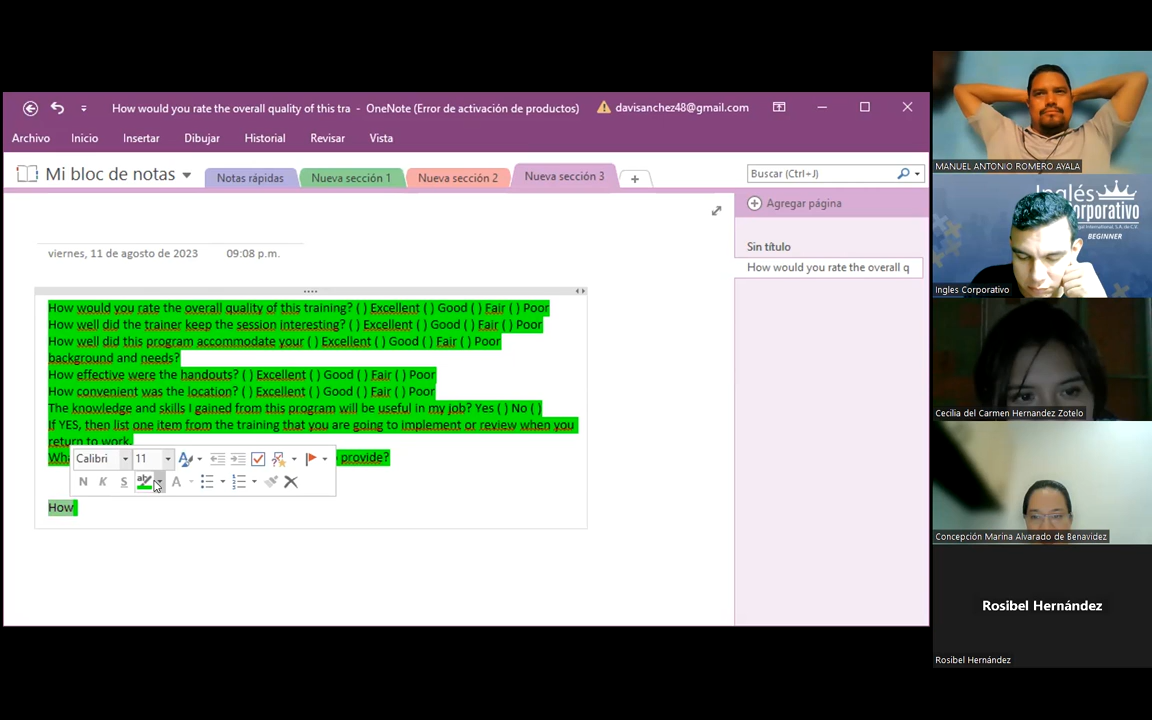 How would you rate the overall quality of this tra - OneNote (Error de activación de productos)
davisanchez48@gmail.com
Archivo
Inicio
Insertar
Dibujar
Historial
Revisar
Vista
Mi bloc de notas
Notas rápidas
Nueva sección 1
Nueva sección 2
Nueva sección 3
Buscar (Ctrl+J)
Agregar página
Sin título
How would you rate the overall q
viernes, 11 de agosto de 2023
09:08 p.m.
How would you rate the overall quality of this training? ( ) Excellent ( ) Good ( ) Fair ( ) Poor
How well did the trainer keep the session interesting? ( ) Excellent ( ) Good ( ) Fair ( ) Poor
How well did this program accommodate your ( ) Excellent ( ) Good ( ) Fair ( ) Poor
background and needs?
How effective were the handouts? ( ) Excellent ( ) Good ( ) Fair ( ) Poor
How convenient was the location? ( ) Excellent ( ) Good ( ) Fair ( ) Poor
The knowledge and skills I gained from this program will be useful in my job? Yes ( ) No ( )
if YES, then list one item from the training that you are going to implement or review when you
return to work.
provide?
Calibri 11
N K S
How
MANUEL ANTONIO ROMERO AYALA
Inglés
Corporativo
BEGINNER
Ingles Corporativo
Cecilia del Carmen Hernandez Zotelo
Concepción Marina Alvarado de Benavidez
Rosibel Hernández
Rosibel Hernández